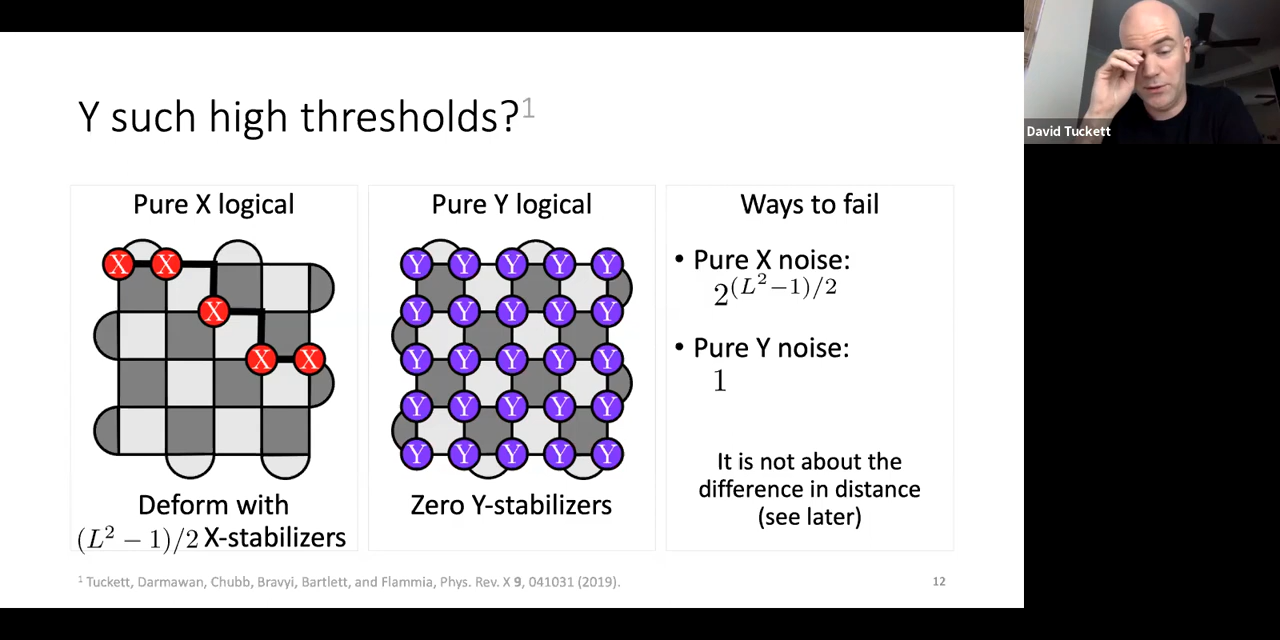 Y such high thresholds?1
Pure X logical
X X
X
X X
Deform with
(L² − 1)/2 X-stabilizers
Pure Y logical
Y Y Y Y Y
Y Y Y Y Y
Y Y Y Y Y
Y Y Y Y Y
Y Y Y Y Y
Zero Y-stabilizers
Ways to fail
• Pure X noise:
2^(L²−1)/2
• Pure Y noise:
1
It is not about the
difference in distance
(see later)
1 Tuckett, Darmawan, Chubb, Bravyi, Bartlett, and Flammia, Phys. Rev. X 9, 041031 (2019).
12
David Tuckett